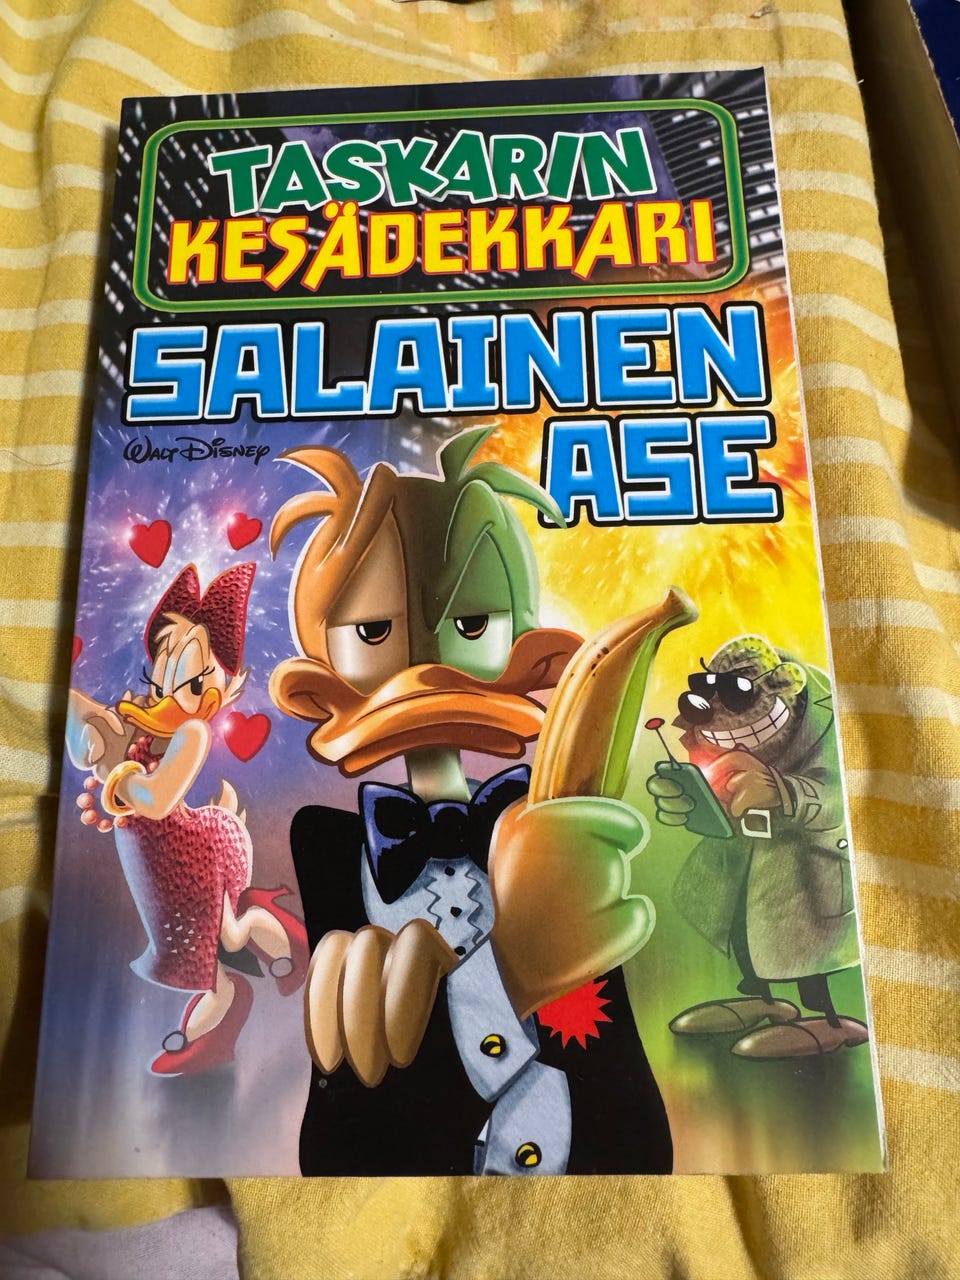 TASKARIN
KESÄDEKKARI
SALAINEN
ASE
WALT DISNEY